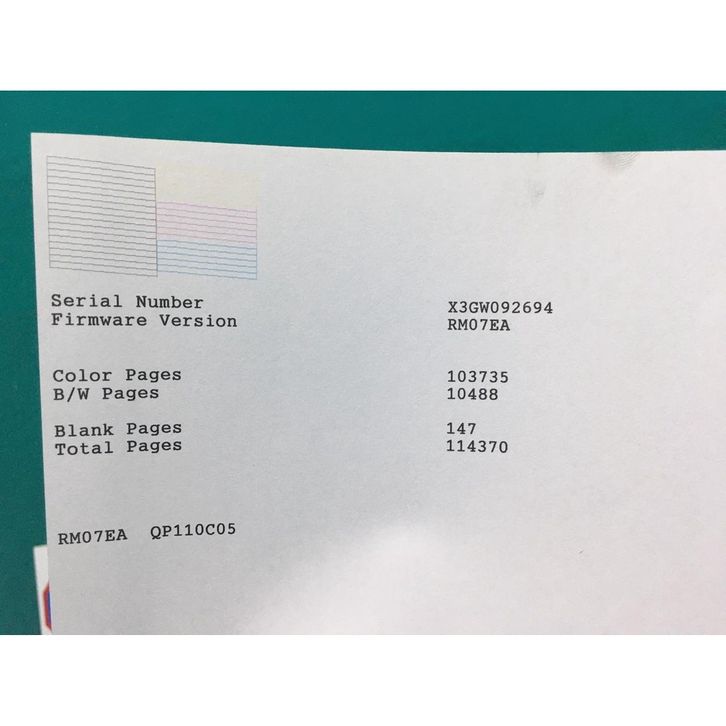 Serial Number X3GW092694
Firmware Version RM07EA
Color Pages 103735
B/W Pages 10488
Blank Pages 147
Total Pages 114370
RM07EA QP110C05